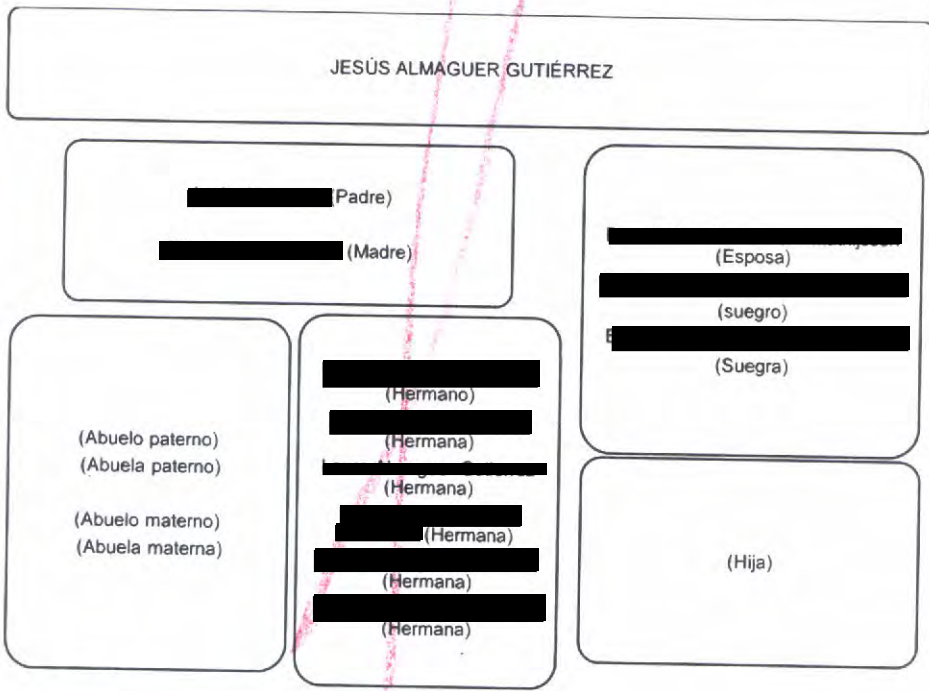 JESÚS ALMAGUER GUTIÉRREZ
(Padre)
(Madre)
(Esposa)
(suegro)
(Suegra)
(Abuelo paterno)
(Abuela paterno)
(Abuelo materno)
(Abuela materna)
(Hermano)
(Hermana)
(Hermana)
(Hermana)
(Hermana)
(Hermana)
(Hija)